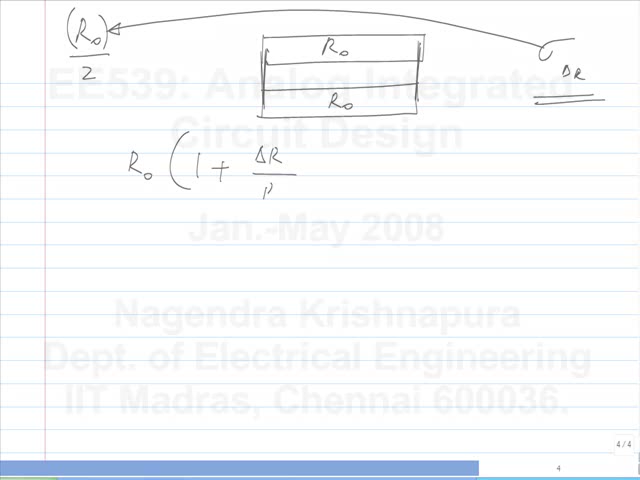 (R₀)
2
R₀
σ ΔR
R₀
EE539: Analog Integrated
Circuit Design
R₀ ( 1 + ΔR
Jan.-May 2008
Nagendra Krishnapura
Dept. of Electrical Engineering
IIT Madras, Chennai 600036.
4 / 4
4